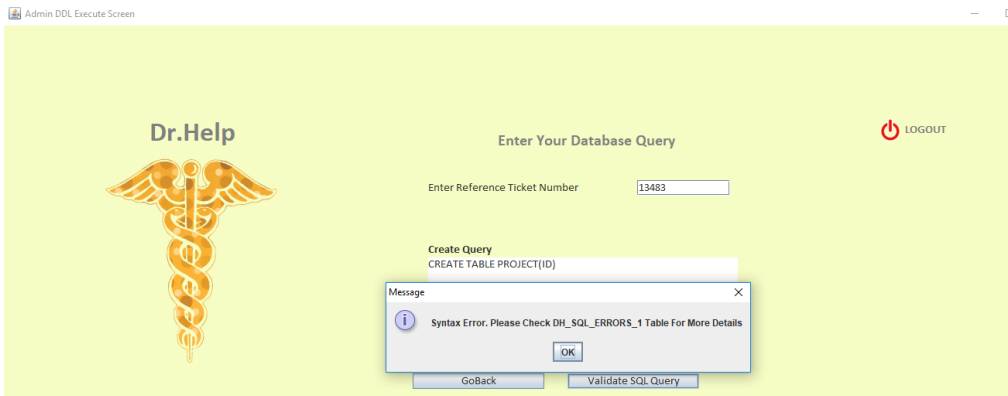 Admin DDL Execute Screen
Dr.Help
Enter Your Database Query
LOGOUT
Enter Reference Ticket Number
13483
Create Query
CREATE TABLE PROJECT(ID)
Message
Syntax Error. Please Check DH_SQL_ERRORS_1 Table For More Details
OK
GoBack
Validate SQL Query